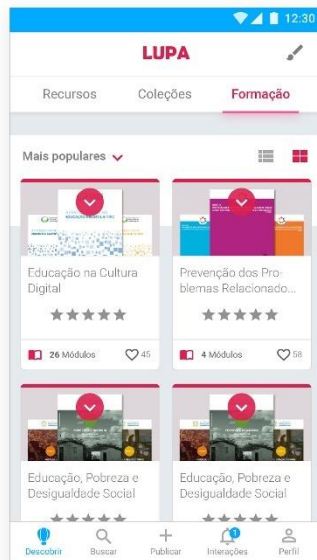 12:30
LUPA
Recursos Coleções Formação
Mais populares
Educação na Cultura
Digital
26 Módulos 45
Prevenção dos Pro-
blemas Relacionado...
4 Módulos 58
Educação, Pobreza e
Desigualdade Social
Educação, Pobreza e
Desigualdade Social
Descobrir Buscar Publicar Interações Perfil